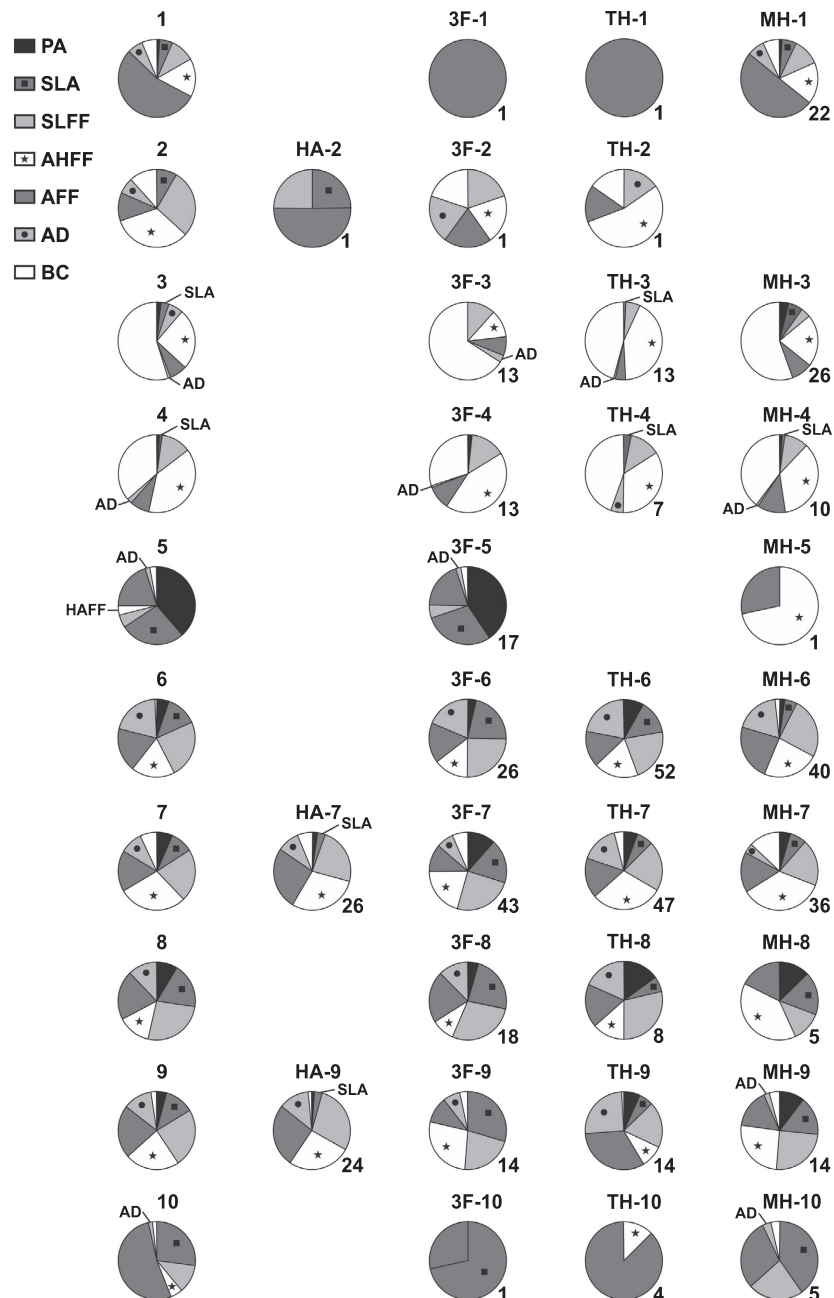 1 3F-1 TH-1 MH-1
PA
SLA
SLFF
AHFF
AFF
AD
BC
1 1 22
2 HA-2 3F-2 TH-2
1 1 1
3 3F-3 TH-3 MH-3
SLA SLA
AD AD AD
13 13 26
4 3F-4 TH-4 MH-4
SLA SLA SLA
AD AD AD
13 7 10
5 3F-5 MH-5
AD AD
HAFF
17 1
6 3F-6 TH-6 MH-6
26 52 40
7 HA-7 3F-7 TH-7 MH-7
SLA
26 43 47 36
8 3F-8 TH-8 MH-8
18 8 5
9 HA-9 3F-9 TH-9 MH-9
SLA AD
24 14 14 14
10 3F-10 TH-10 MH-10
AD AD
1 4 5